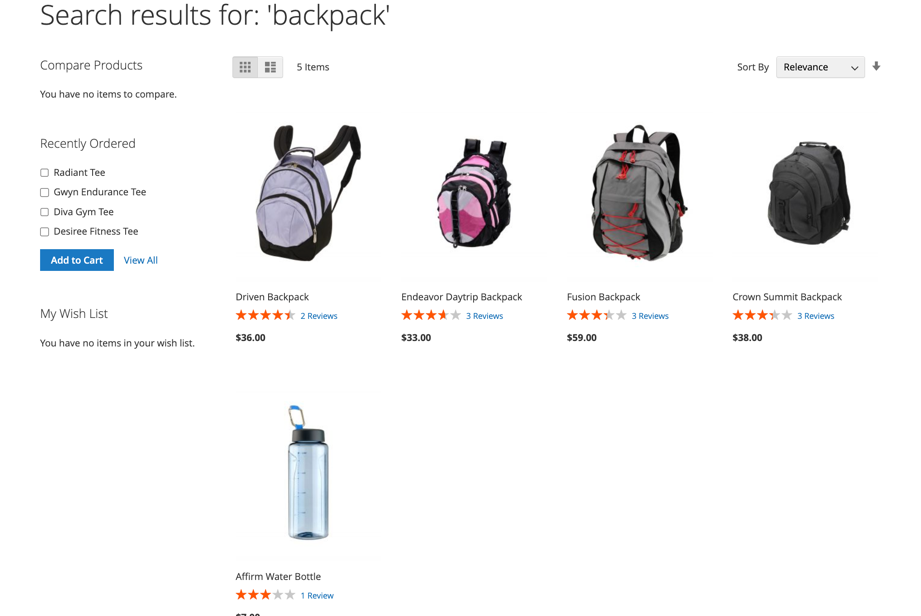 Search results for: 'backpack'
Compare Products
You have no items to compare.
Recently Ordered
Radiant Tee
Gwyn Endurance Tee
Diva Gym Tee
Desiree Fitness Tee
Add to Cart View All
My Wish List
You have no items in your wish list.
5 Items
Sort By Relevance
Driven Backpack
2 Reviews
$36.00
Endeavor Daytrip Backpack
3 Reviews
$33.00
Fusion Backpack
3 Reviews
$59.00
Crown Summit Backpack
3 Reviews
$38.00
Affirm Water Bottle
1 Review
$7.00